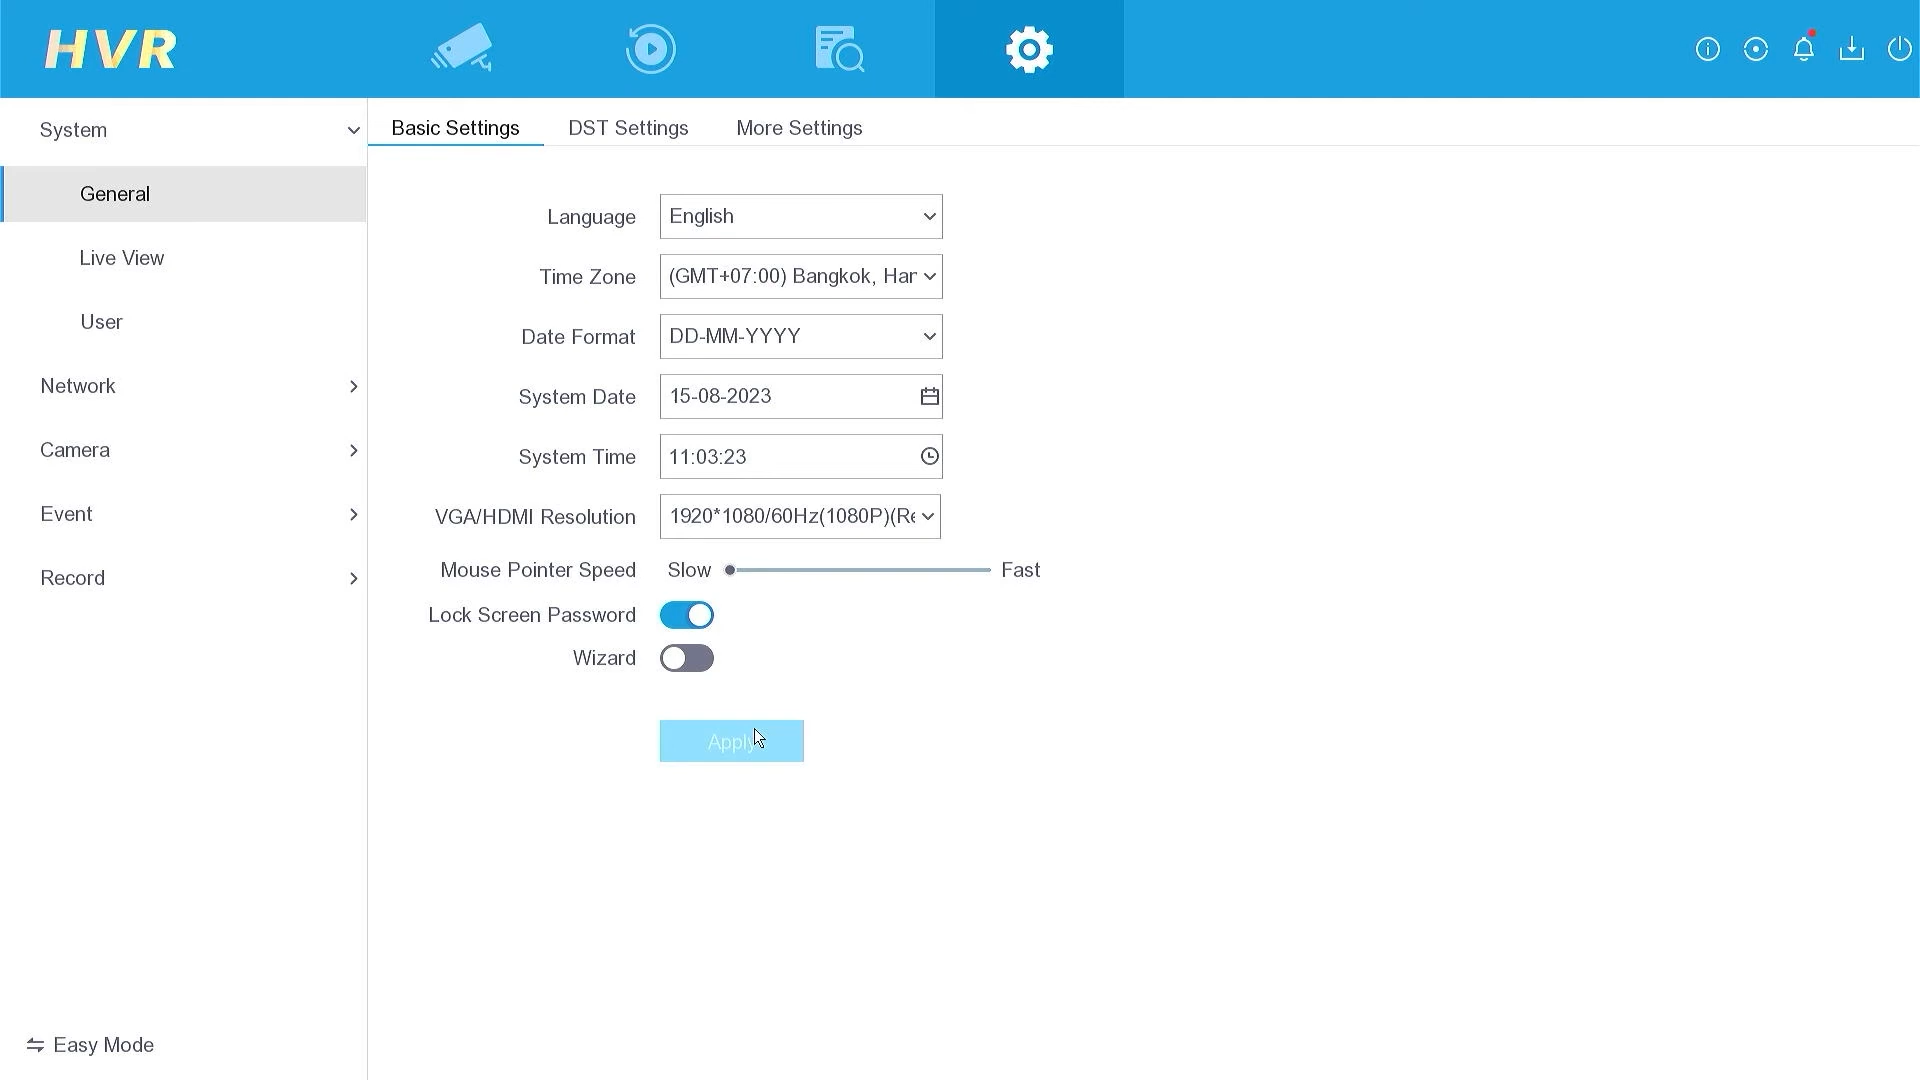 HVR
System
General
Live View
User
Network
Camera
Event
Record
Easy Mode
Basic Settings DST Settings More Settings
Language English
Time Zone (GMT+07:00) Bangkok, Har
Date Format DD-MM-YYYY
System Date 15-08-2023
System Time 11:03:23
VGA/HDMI Resolution 1920*1080/60Hz(1080P)(Re
Mouse Pointer Speed Slow Fast
Lock Screen Password
Wizard
Apply